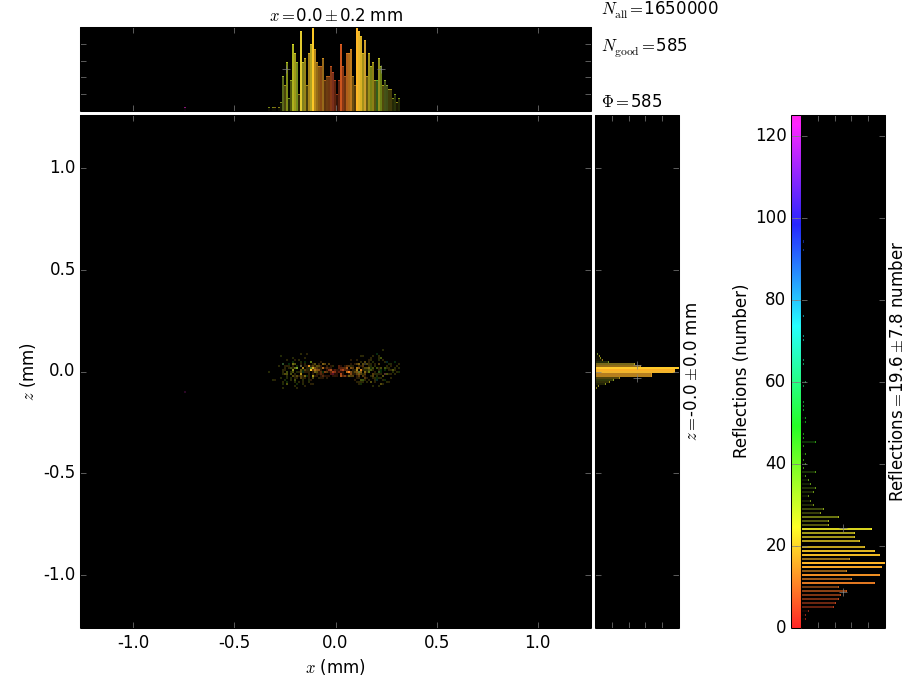 x=0.0±0.2 mm
N_all=1650000
N_good=585
Φ=585
1.0
0.5
0.0
-0.5
-1.0
z (mm)
-1.0 -0.5 0.0 0.5 1.0
x (mm)
z=-0.0±0.0 mm
120
100
80
60
40
20
0
Reflections (number)
Reflections =19.6±7.8 number